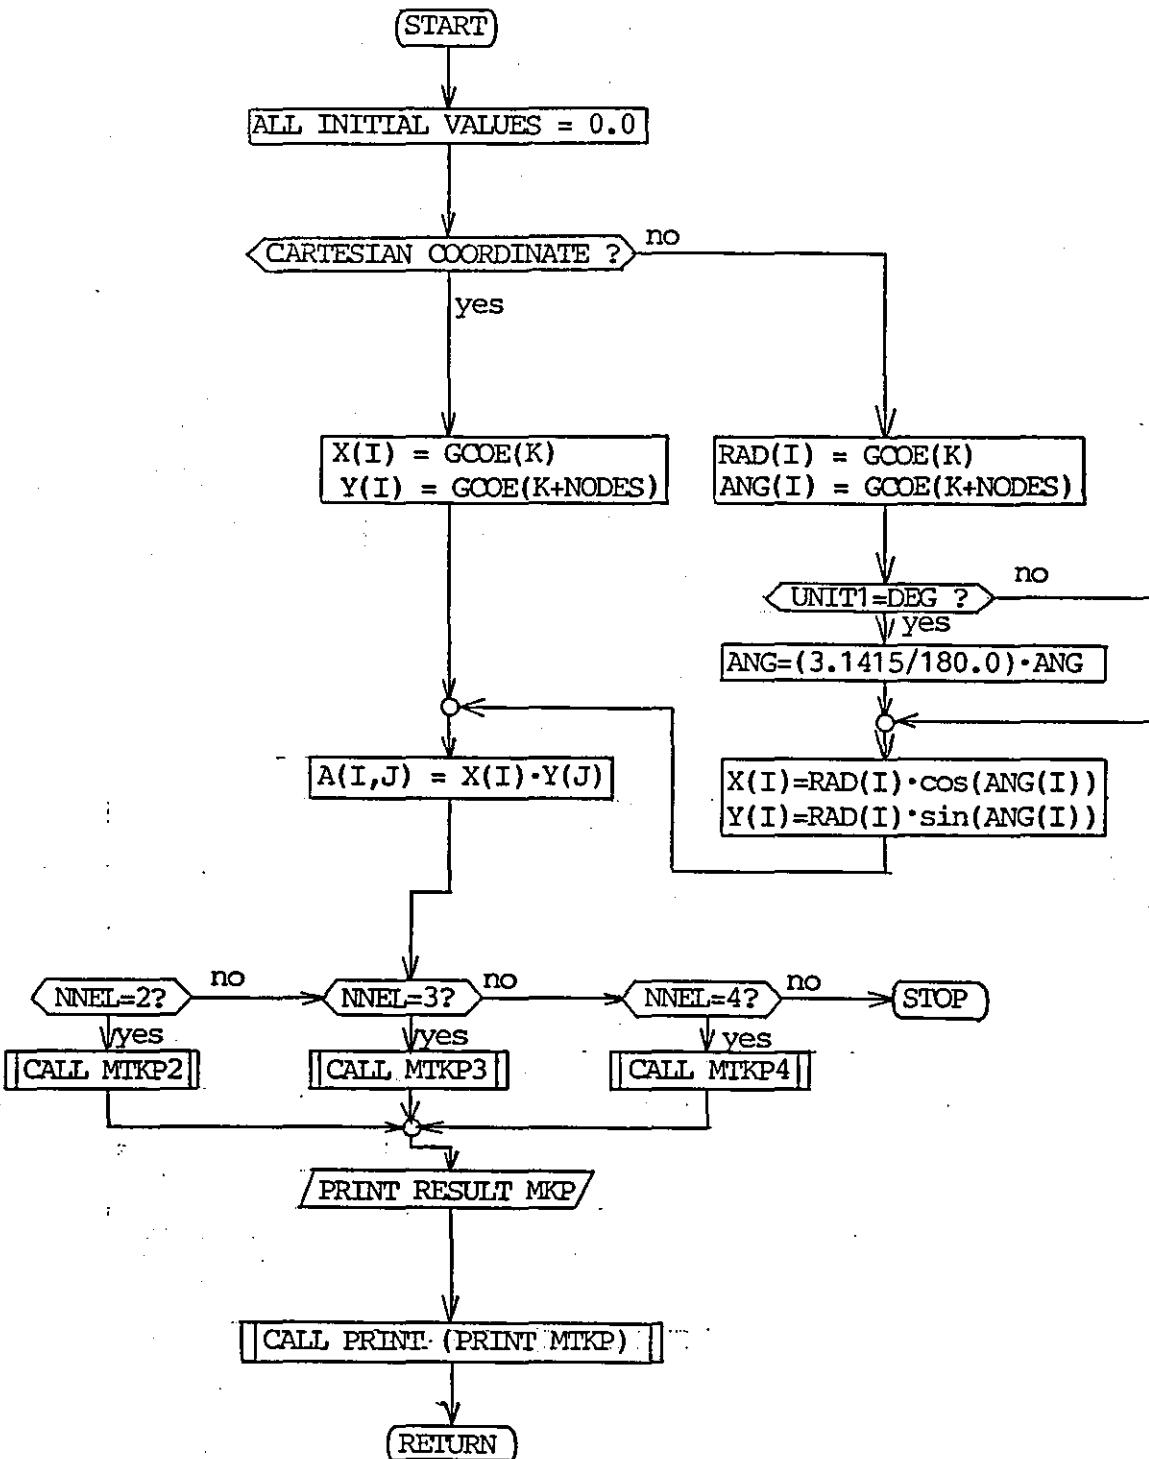 START
ALL INITIAL VALUES = 0.0
CARTESIAN COORDINATE ?
no
yes
X(I) = GCOE(K)
Y(I) = GCOE(K+NODES)
RAD(I) = GCOE(K)
ANG(I) = GCOE(K+NODES)
UNIT1=DEG ?
no
yes
ANG=(3.1415/180.0)·ANG
A(I,J) = X(I)·Y(J)
X(I)=RAD(I)·cos(ANG(I))
Y(I)=RAD(I)·sin(ANG(I))
NNEL=2?
no
NNEL=3?
no
NNEL=4?
no
STOP
yes
yes
yes
CALL MTKP2
CALL MTKP3
CALL MTKP4
PRINT RESULT MKP
CALL PRINT (PRINT MTKP)
RETURN